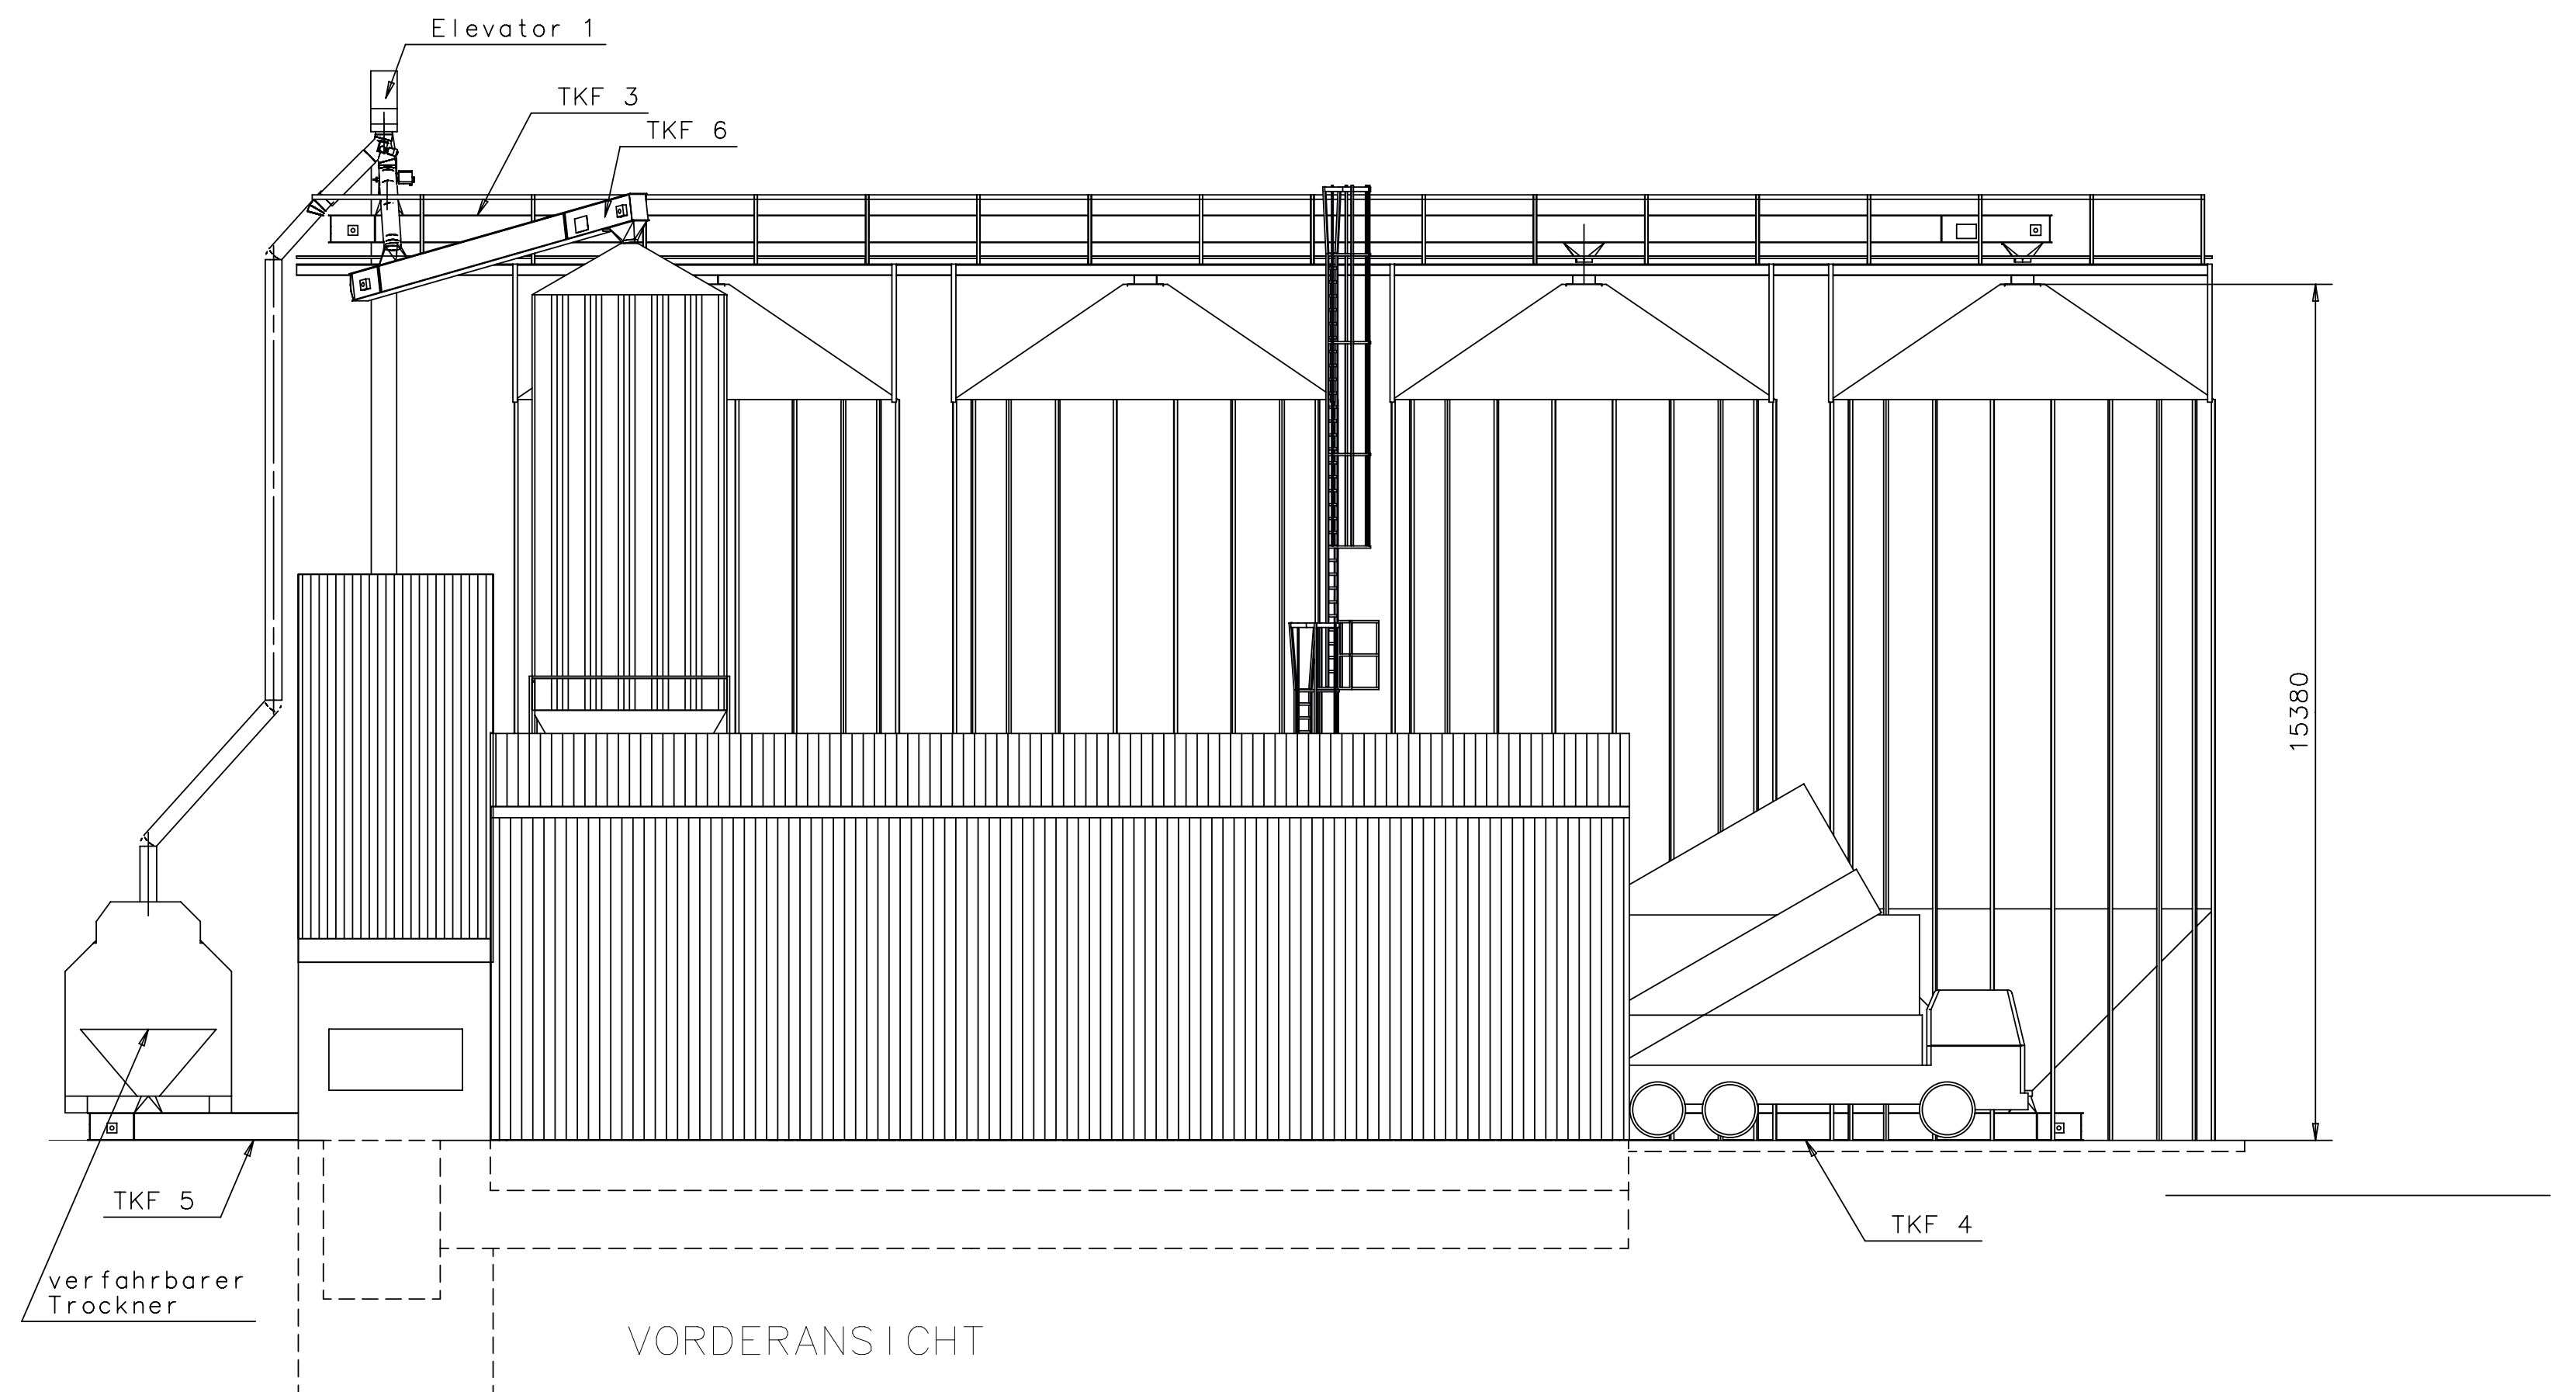 Elevator 1
TKF 3
TKF 6
15380
TKF 5
TKF 4
verfahrbarer
Trockner
VORDERANSICHT